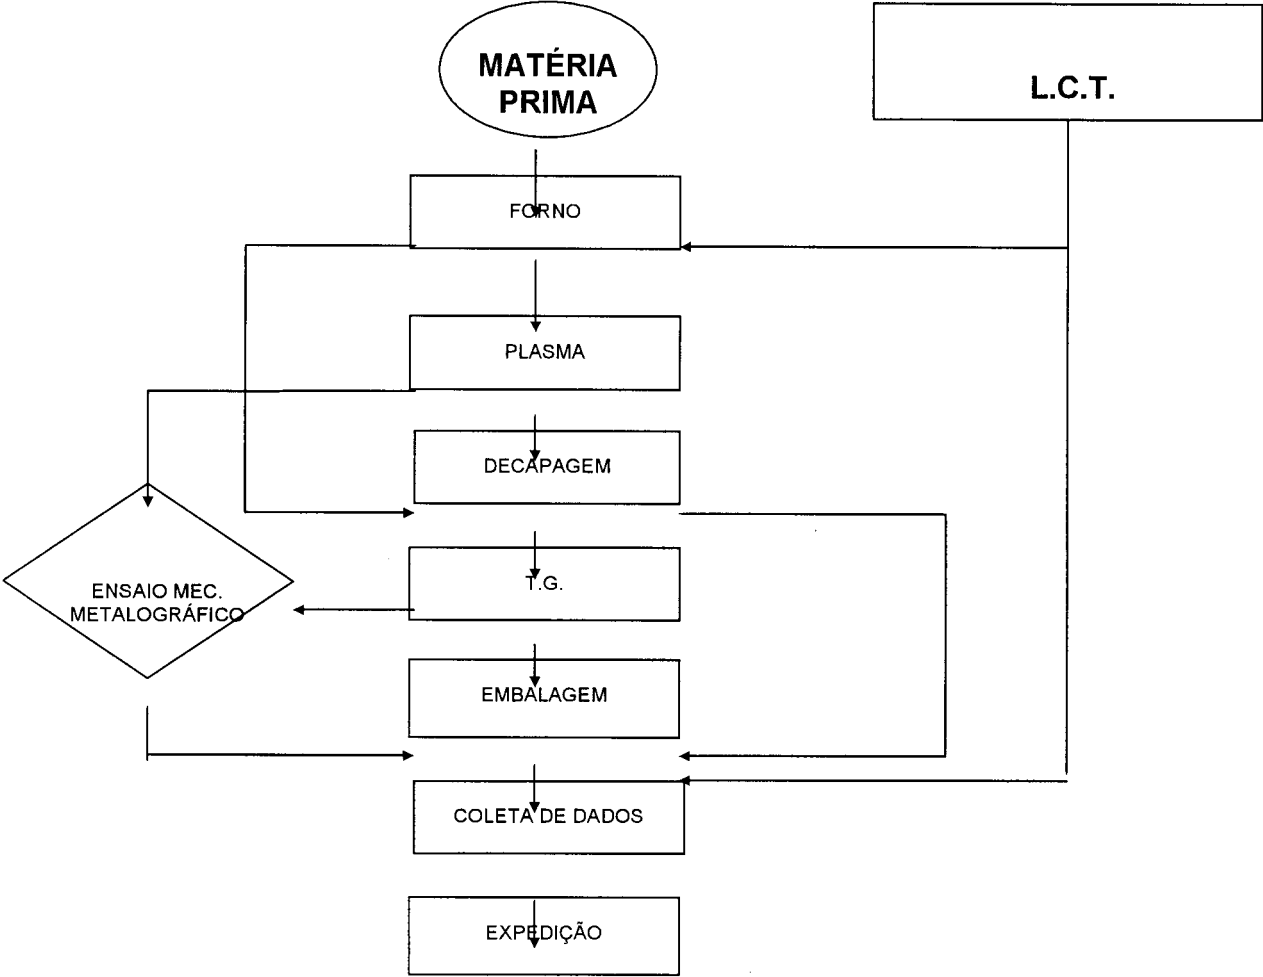 MATÉRIA
PRIMA
L.C.T.
FORNO
PLASMA
DECAPAGEM
T.G.
ENSAIO MEC.
METALOGRÁFICO
EMBALAGEM
COLETA DE DADOS
EXPEDIÇÃO